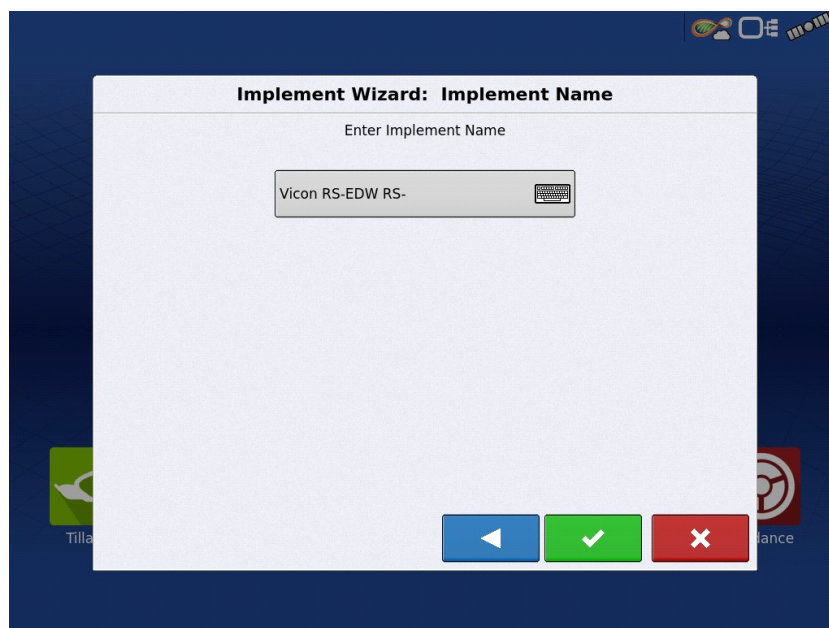 Implement Wizard: Implement Name
Enter Implement Name
Vicon RS-EDW RS-
Tilla
dance